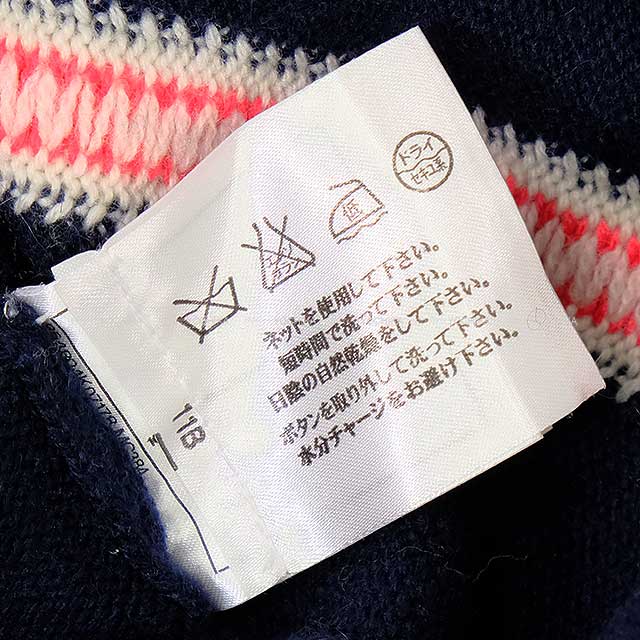 ドライ
セキユ系
低
ネットを使用して下さい。
短時間で洗って下さい。
日陰の自然乾燥をして下さい。
ボタンを取り外して洗って下さい。
水分チャージをお避け下さい。
118